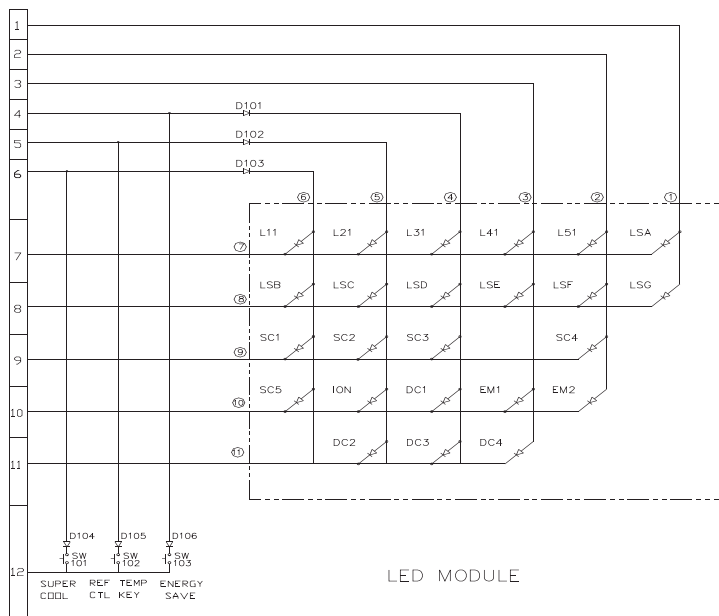 1
2
3
4
D101
5
D102
6
D103
⑥ ⑤ ④ ③ ② ①
L11 L21 L31 L41 L51 LSA
7
⑦
LSB LSC LSD LSE LSF LSG
8
⑧
SC1 SC2 SC3 SC4
9
⑨
SC5 ION DC1 EM1 EM2
10
⑩
DC2 DC3 DC4
11
⑪
D104 D105 D106
SW SW SW
101 102 103
12
SUPER REF TEMP ENERGY
COOL CTL KEY SAVE
LED MODULE